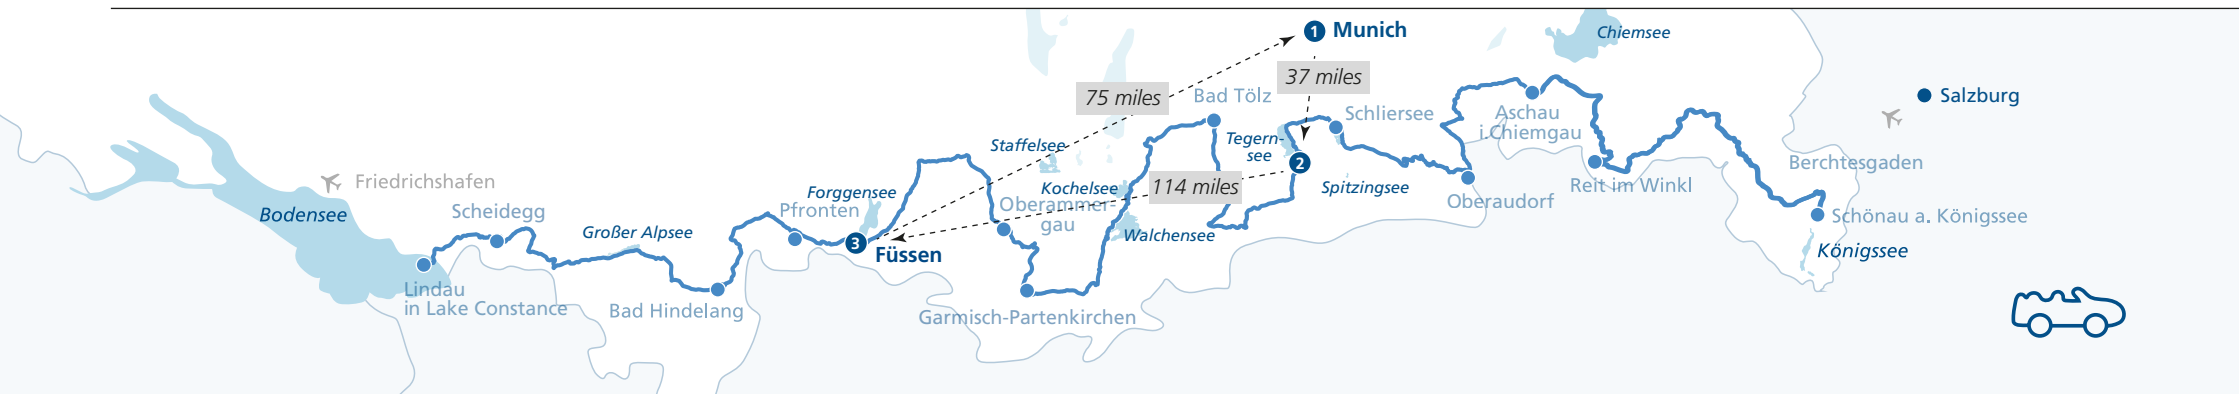 1 Munich
Chiemsee
37 miles
75 miles
Bad Tölz
Salzburg
Schliersee
Aschau
i.Chiemgau
Tegern-
see
2
Staffelsee
Berchtesgaden
Friedrichshafen
Forggensee
Kochelsee
114 miles
Spitzingsee
Reit im Winkl
Oberaudorf
Bodensee
Scheidegg
Pfronten
Oberammer-
gau
Schönau a. Königssee
Großer Alpsee
3
Füssen
Walchensee
Königssee
Lindau
in Lake Constance
Bad Hindelang
Garmisch-Partenkirchen